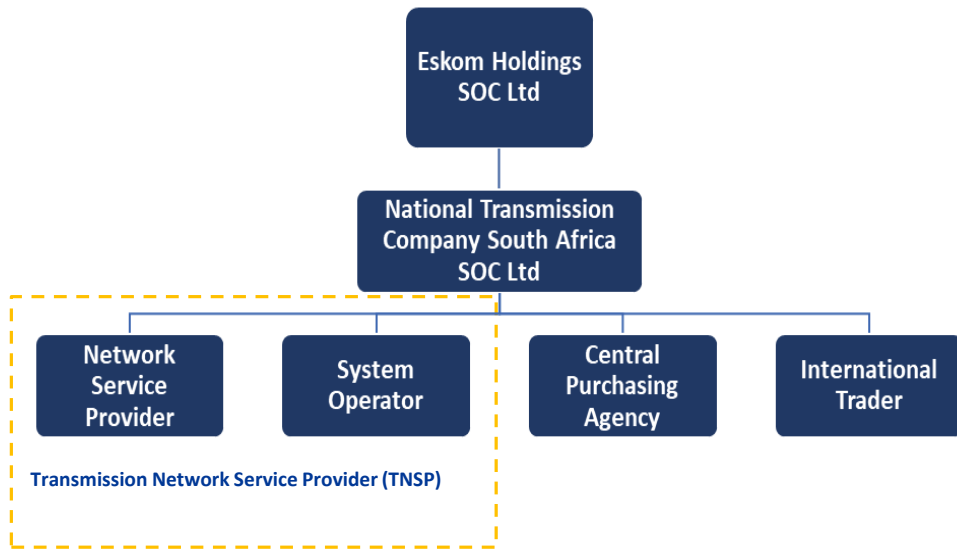 Eskom Holdings
SOC Ltd
National Transmission
Company South Africa
SOC Ltd
Network
Service
Provider
System
Operator
Central
Purchasing
Agency
International
Trader
Transmission Network Service Provider (TNSP)